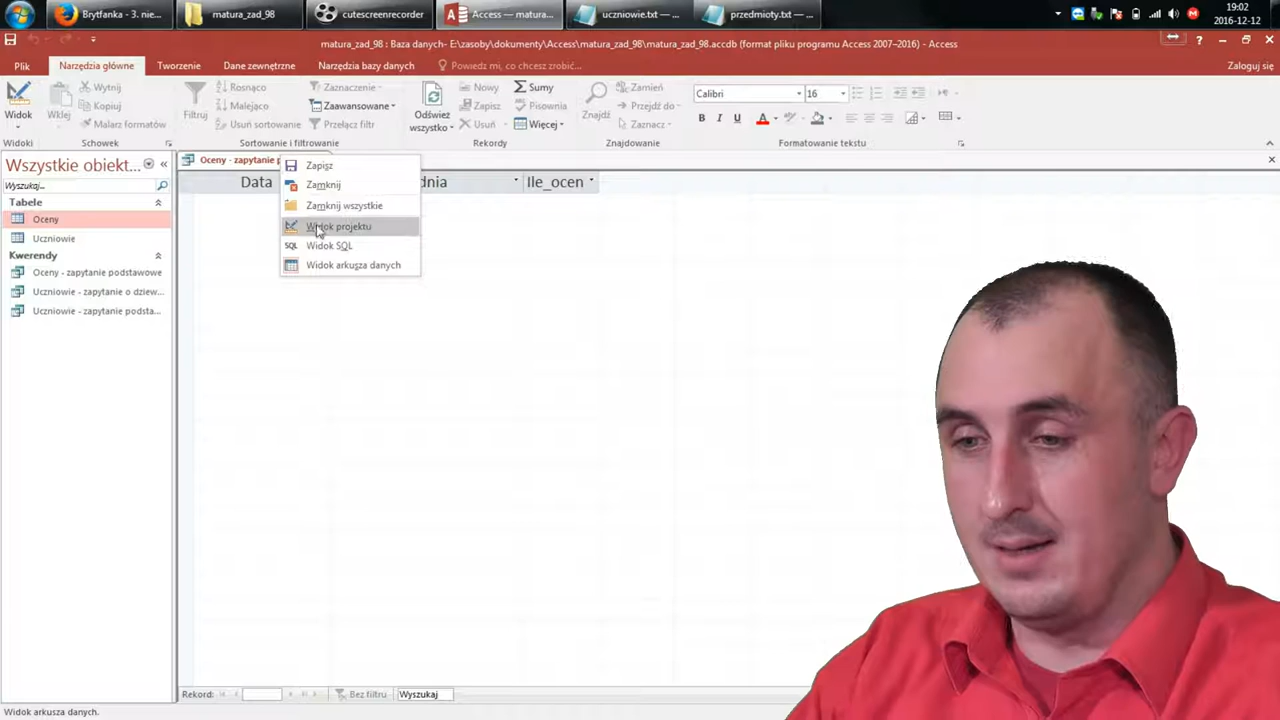 Brytfanka - 3. nie...
matura_zad_98
cutescreenrecorder
Access — matura...
uczniowie.txt — ...
przedmioty.txt — ...
19:02
2016-12-12
matura_zad_98 : Baza danych- E:\zasoby\dokumenty\Access\matura_zad_98\matura_zad_98.accdb (format pliku programu Access 2007–2016) - Access
Plik
Narzędzia główne
Tworzenie
Dane zewnętrzne
Narzędzia bazy danych
Powiedz mi, co chcesz zrobić...
Zaloguj się
Widok
Wklej
Wytnij
Kopiuj
Malarz formatów
Filtruj
Rosnąco
Malejąco
Usuń sortowanie
Zaznaczenie
Zaawansowane
Przełącz filtr
Odśwież
wszystko
Nowy
Zapisz
Usuń
Sumy
Pisownia
Więcej
Znajdź
Zamień
Przejdź do
Zaznacz
Calibri
16
B I U
A
Widoki
Schowek
Sortowanie i filtrowanie
Rekordy
Znajdowanie
Formatowanie tekstu
Wszystkie obiekt...
Wyszukaj...
Tabele
Oceny
Uczniowie
Kwerendy
Oceny - zapytanie podstawowe
Uczniowie - zapytanie o dziew...
Uczniowie - zapytanie podsta...
Oceny - zapytanie p
Data
dnia
Ile_ocen
Zapisz
Zamknij
Zamknij wszystkie
Widok projektu
SQL Widok SQL
Widok arkusza danych
Rekord:
Bez filtru
Wyszukaj
Widok arkusza danych.